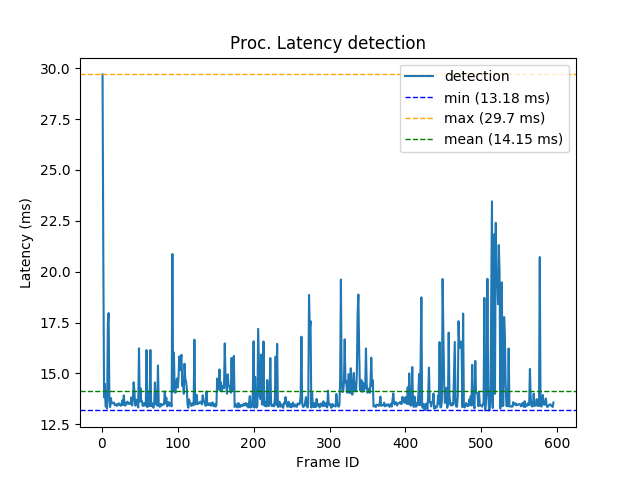 Proc. Latency detection
30.0
27.5
25.0
22.5
20.0
17.5
15.0
12.5
Latency (ms)
detection
min (13.18 ms)
max (29.7 ms)
mean (14.15 ms)
0 100 200 300 400 500 600
Frame ID